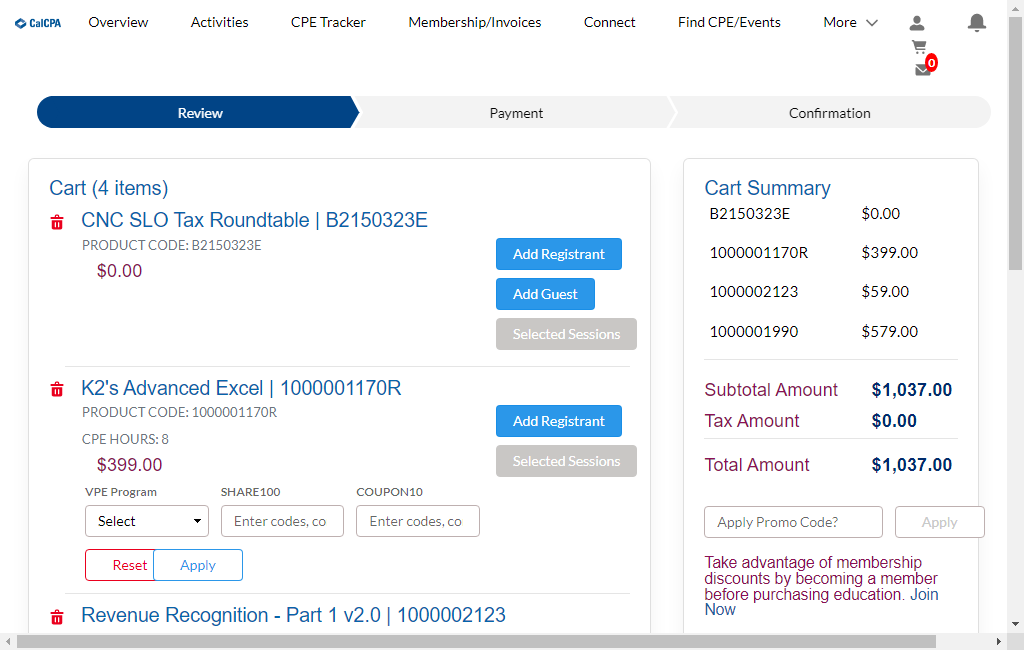 CalCPA
Overview
Activities
CPE Tracker
Membership/Invoices
Connect
Find CPE/Events
More
0
Review
Payment
Confirmation
Cart (4 items)
CNC SLO Tax Roundtable | B2150323E
PRODUCT CODE: B2150323E
$0.00
Add Registrant
Add Guest
Selected Sessions
K2's Advanced Excel | 1000001170R
PRODUCT CODE: 1000001170R
CPE HOURS: 8
$399.00
Add Registrant
Selected Sessions
VPE Program
SHARE100
COUPON10
Select
Enter codes, co
Enter codes, co
Reset
Apply
Revenue Recognition - Part 1 v2.0 | 1000002123
Cart Summary
B2150323E $0.00
1000001170R $399.00
1000002123 $59.00
1000001990 $579.00
Subtotal Amount $1,037.00
Tax Amount $0.00
Total Amount $1,037.00
Apply Promo Code?
Apply
Take advantage of membership
discounts by becoming a member
before purchasing education. Join
Now